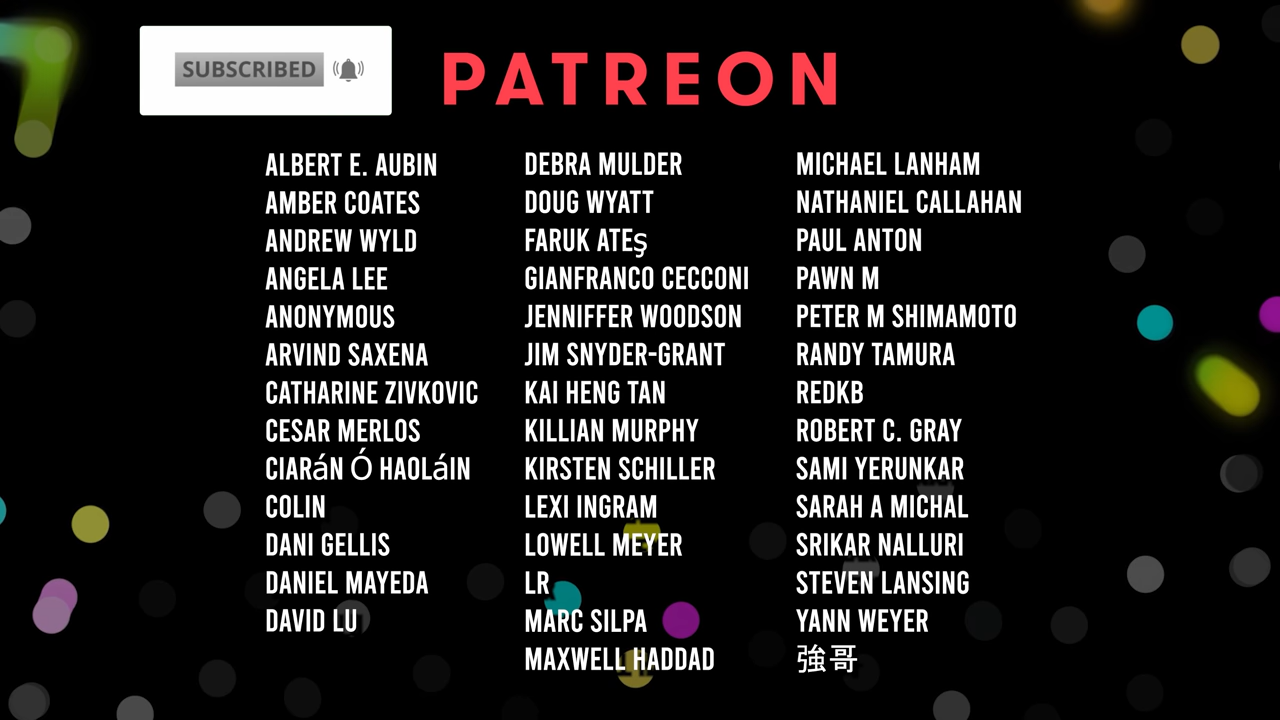 SUBSCRIBED
PATREON
ALBERT E. AUBIN
AMBER COATES
ANDREW WYLD
ANGELA LEE
ANONYMOUS
ARVIND SAXENA
CATHARINE ZIVKOVIC
CESAR MERLOS
CIARáN Ó HAOLáIN
COLIN
DANI GELLIS
DANIEL MAYEDA
DAVID LU
DEBRA MULDER
DOUG WYATT
FARUK ATEş
GIANFRANCO CECCONI
JENNIFFER WOODSON
JIM SNYDER-GRANT
KAI HENG TAN
KILLIAN MURPHY
KIRSTEN SCHILLER
LEXI INGRAM
LOWELL MEYER
LR
MARC SILPA
MAXWELL HADDAD
MICHAEL LANHAM
NATHANIEL CALLAHAN
PAUL ANTON
PAWN M
PETER M SHIMAMOTO
RANDY TAMURA
REDKB
ROBERT C. GRAY
SAMI YERUNKAR
SARAH A MICHAL
SRIKAR NALLURI
STEVEN LANSING
YANN WEYER
強哥